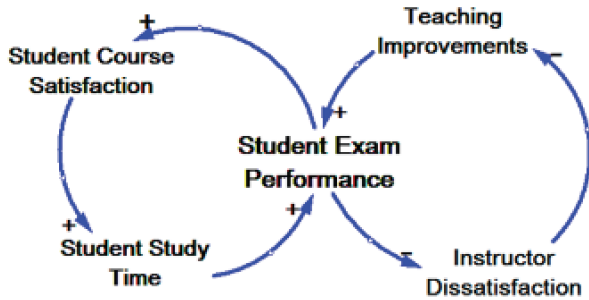 Teaching
Improvements
+
−
Student Course
Satisfaction
+
Student Exam
Performance
+
+
Student Study
Time
−
Instructor
Dissatisfaction